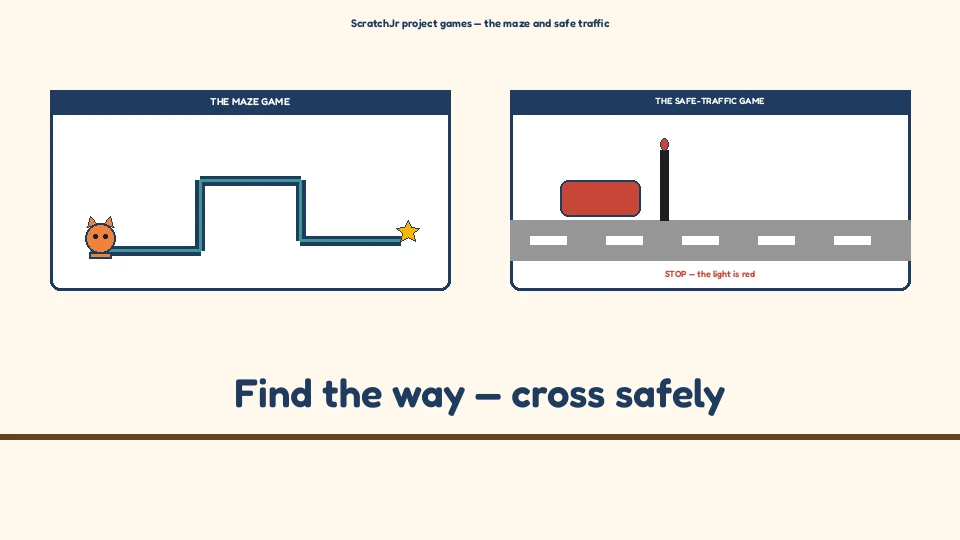 ScratchJr project games — the maze and safe traffic
THE MAZE GAME
THE SAFE-TRAFFIC GAME
STOP — the light is red
Find the way — cross safely